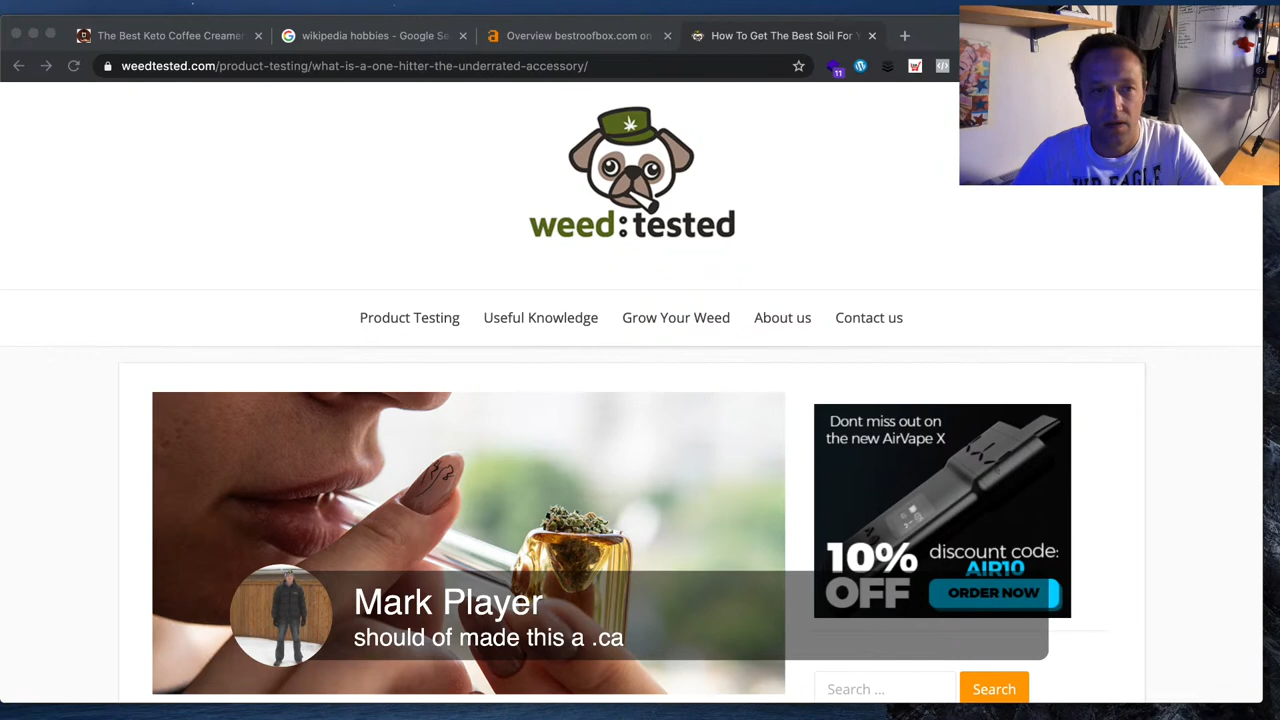 The Best Keto Coffee Creamer
wikipedia hobbies - Google Se
Overview bestroofbox.com on
How To Get The Best Soil For Y
weedtested.com/product-testing/what-is-a-one-hitter-the-underrated-accessory/
11
weed:tested
Product Testing
Useful Knowledge
Grow Your Weed
About us
Contact us
Dont miss out on
the new AirVape X
10%
OFF
discount code:
AIR10
ORDER NOW
Mark Player
should of made this a .ca
Search ...
Search